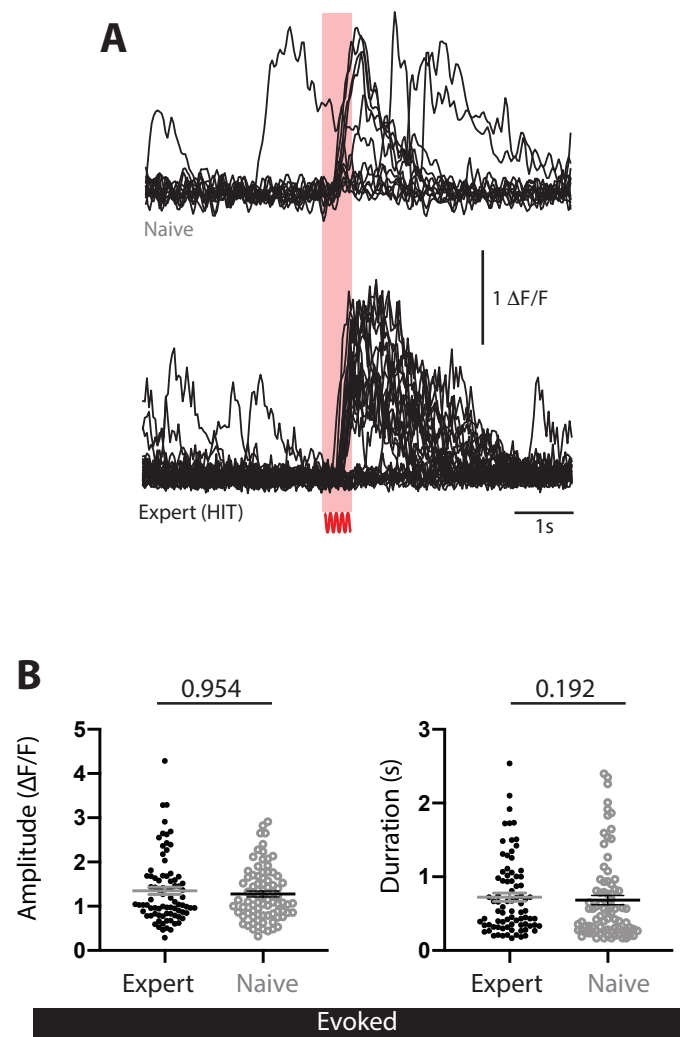 A
Naive
1 ΔF/F
Expert (HIT)
1s
B
0.954
0.192
Amplitude (ΔF/F)
5
4
3
2
1
0
Expert
Naive
Durration (s)
3
2
1
0
Expert
Naive
Evoked